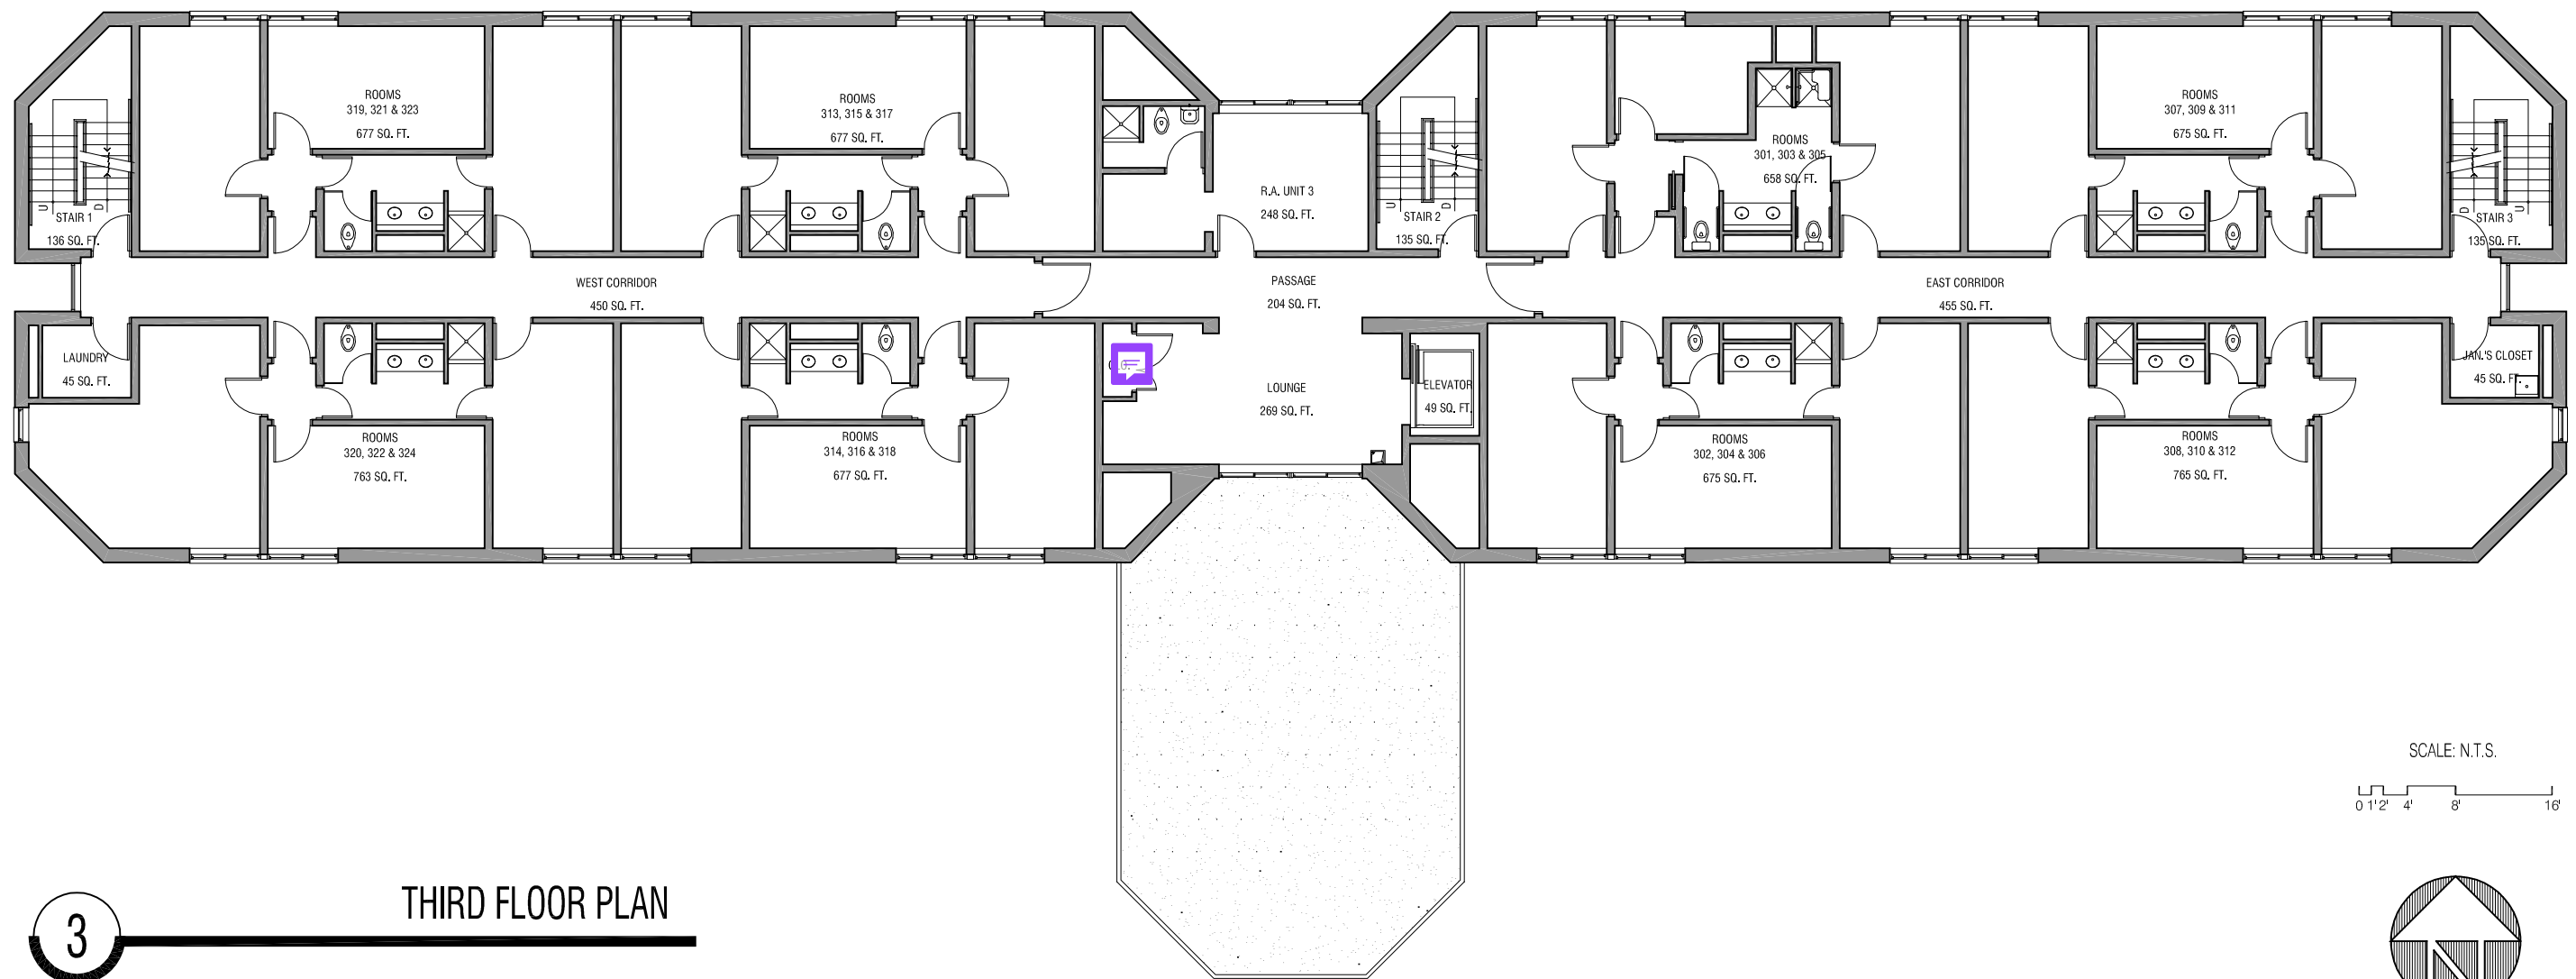 ROOMS
319, 321 & 323
677 SQ. FT.
ROOMS
313, 315 & 317
677 SQ. FT.
ROOMS
301, 303 & 305
658 SQ. FT.
ROOMS
307, 309 & 311
675 SQ. FT.
R.A. UNIT 3
248 SQ. FT.
U
D
STAIR 1
136 SQ. FT.
U
D
STAIR 2
135 SQ. FT.
D
U
STAIR 3
135 SQ. FT.
WEST CORRIDOR
450 SQ. FT.
PASSAGE
204 SQ. FT.
EAST CORRIDOR
455 SQ. FT.
LAUNDRY
45 SQ. FT.
LOUNGE
269 SQ. FT.
ELEVATOR
49 SQ. FT.
JAN.'S CLOSET
45 SQ. FT.
ROOMS
320, 322 & 324
763 SQ. FT.
ROOMS
314, 316 & 318
677 SQ. FT.
ROOMS
302, 304 & 306
675 SQ. FT.
ROOMS
308, 310 & 312
765 SQ. FT.
SCALE: N.T.S.
0 1' 2' 4' 8' 16'
THIRD FLOOR PLAN
3
N